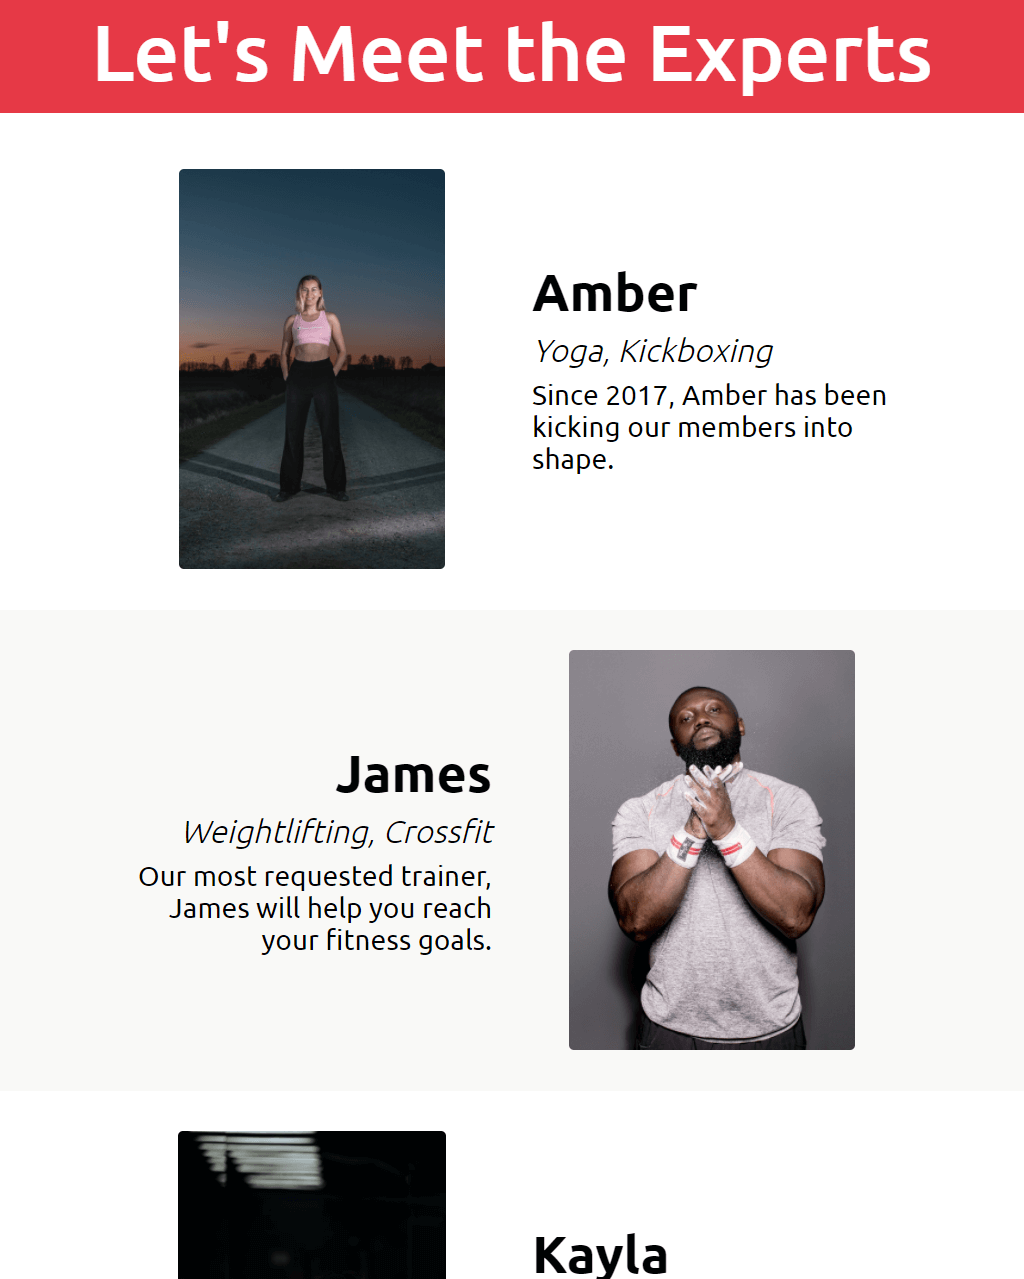 Let's Meet the Experts
Amber
Yoga, Kickboxing
Since 2017, Amber has been
kicking our members into
shape.
James
Weightlifting, Crossfit
Our most requested trainer,
James will help you reach
your fitness goals.
Kayla